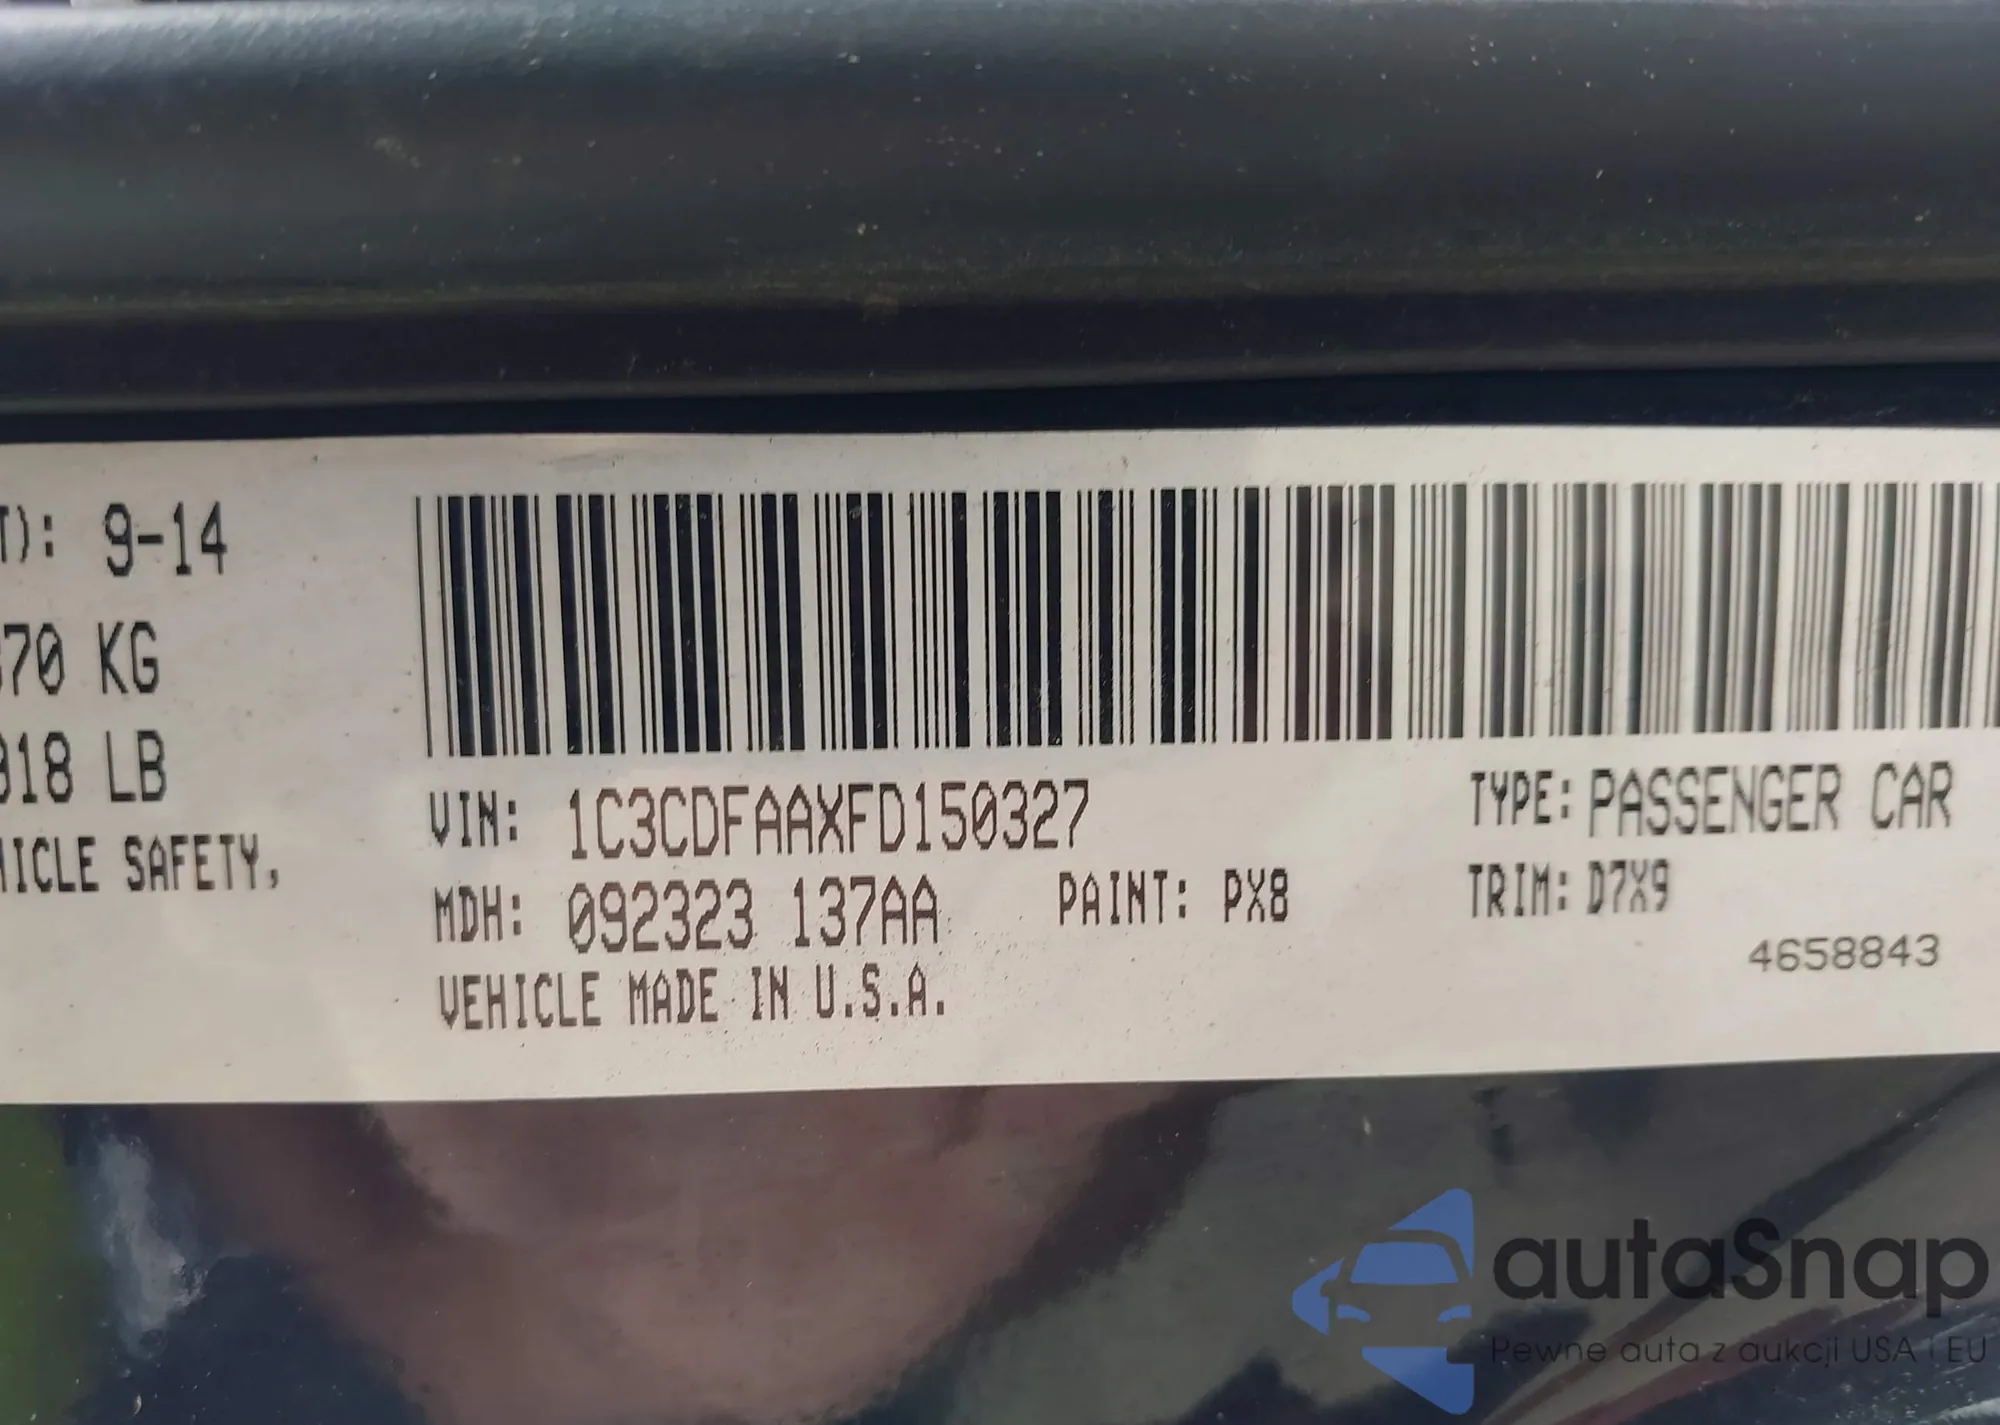 T): 9-14
70 KG
018 LB
HICLE SAFETY,
VIN: 1C3CDFAAXFD150327
MDH: 092323 137AA
PAINT: PX8
VEHICLE MADE IN U.S.A.
TYPE: PASSENGER CAR
TRIM: D7X9
4658843
autaSnap
Pewne auta z aukcji USA i EU